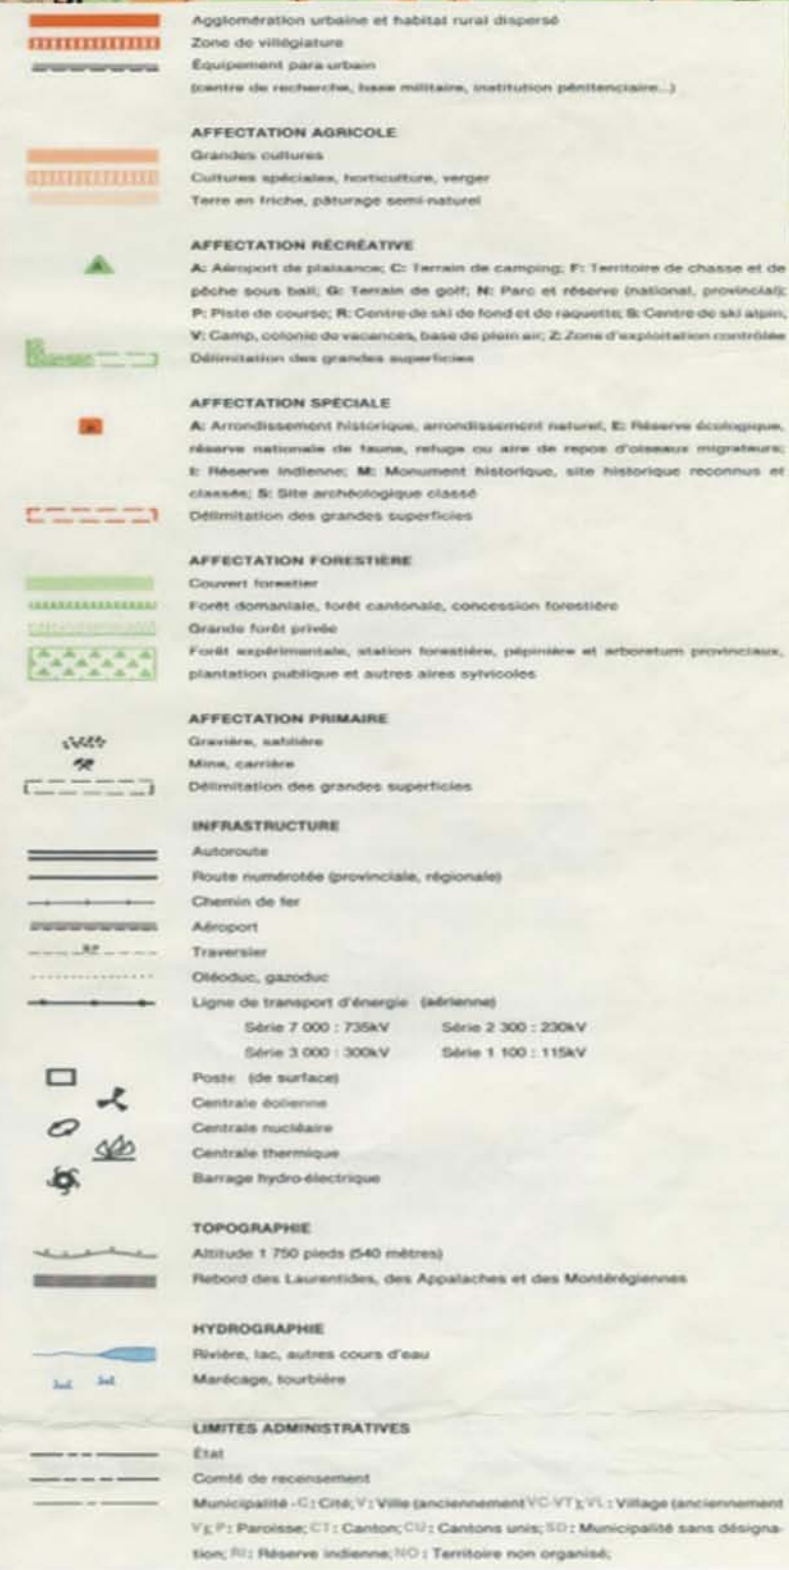 Agglomération urbaine et habitat rural dispersé
Zone de villégiature
Équipement para-urbain
(centre de recherche, base militaire, institution pénitenciaire...)
AFFECTATION AGRICOLE
Grandes cultures
Cultures spéciales, horticulture, verger
Terre en friche, pâturage semi-naturel
AFFECTATION RÉCRÉATIVE
A: Aéroport de plaisance; C: Terrain de camping; F: Territoire de chasse et de
pêche sous bail; G: Terrain de golf; N: Parc et réserve (national, provincial);
P: Piste de course; R: Centre de ski de fond et de raquette; S: Centre de ski alpin,
V: Camp, colonie de vacances, base de plein air; Z: Zone d'exploitation contrôlée
Délimitation des grandes superficies
AFFECTATION SPÉCIALE
A: Arrondissement historique, arrondissement naturel, E: Réserve écologique,
réserve nationale de faune, refuge ou aire de repos d'oiseaux migrateurs;
I: Réserve indienne; M: Monument historique, site historique reconnus et
classés; S: Site archéologique classé
Délimitation des grandes superficies
AFFECTATION FORESTIÈRE
Couvert forestier
Forêt domaniale, forêt cantonale, concession forestière
Grande forêt privée
Forêt expérimentale, station forestière, pépinière et arboretum provinciaux,
plantation publique et autres aires sylvicoles
AFFECTATION PRIMAIRE
Gravière, sablière
Mine, carrière
Délimitation des grandes superficies
INFRASTRUCTURE
Autoroute
Route numérotée (provinciale, régionale)
Chemin de fer
Aéroport
Traversier
Oléoduc, gazoduc
Ligne de transport d'énergie (aérienne)
Série 7 000 : 735kV Série 2 300 : 230kV
Série 3 000 : 300kV Série 1 100 : 115kV
Poste (de surface)
Centrale éolienne
Centrale nucléaire
Centrale thermique
Barrage hydro-électrique
TOPOGRAPHIE
Altitude 1 750 pieds (540 mètres)
Rebord des Laurentides, des Appalaches et des Montérégiennes
HYDROGRAPHIE
Rivière, lac, autres cours d'eau
Marécage, tourbière
LIMITES ADMINISTRATIVES
État
Comté de recensement
Municipalité - C : Cité; V : Ville (anciennement VC-VT); VL : Village (anciennement
V); P : Paroisse; CT : Canton; CU : Cantons unis; SD : Municipalité sans désigna-
tion; RI : Réserve indienne; NO : Territoire non organisé;